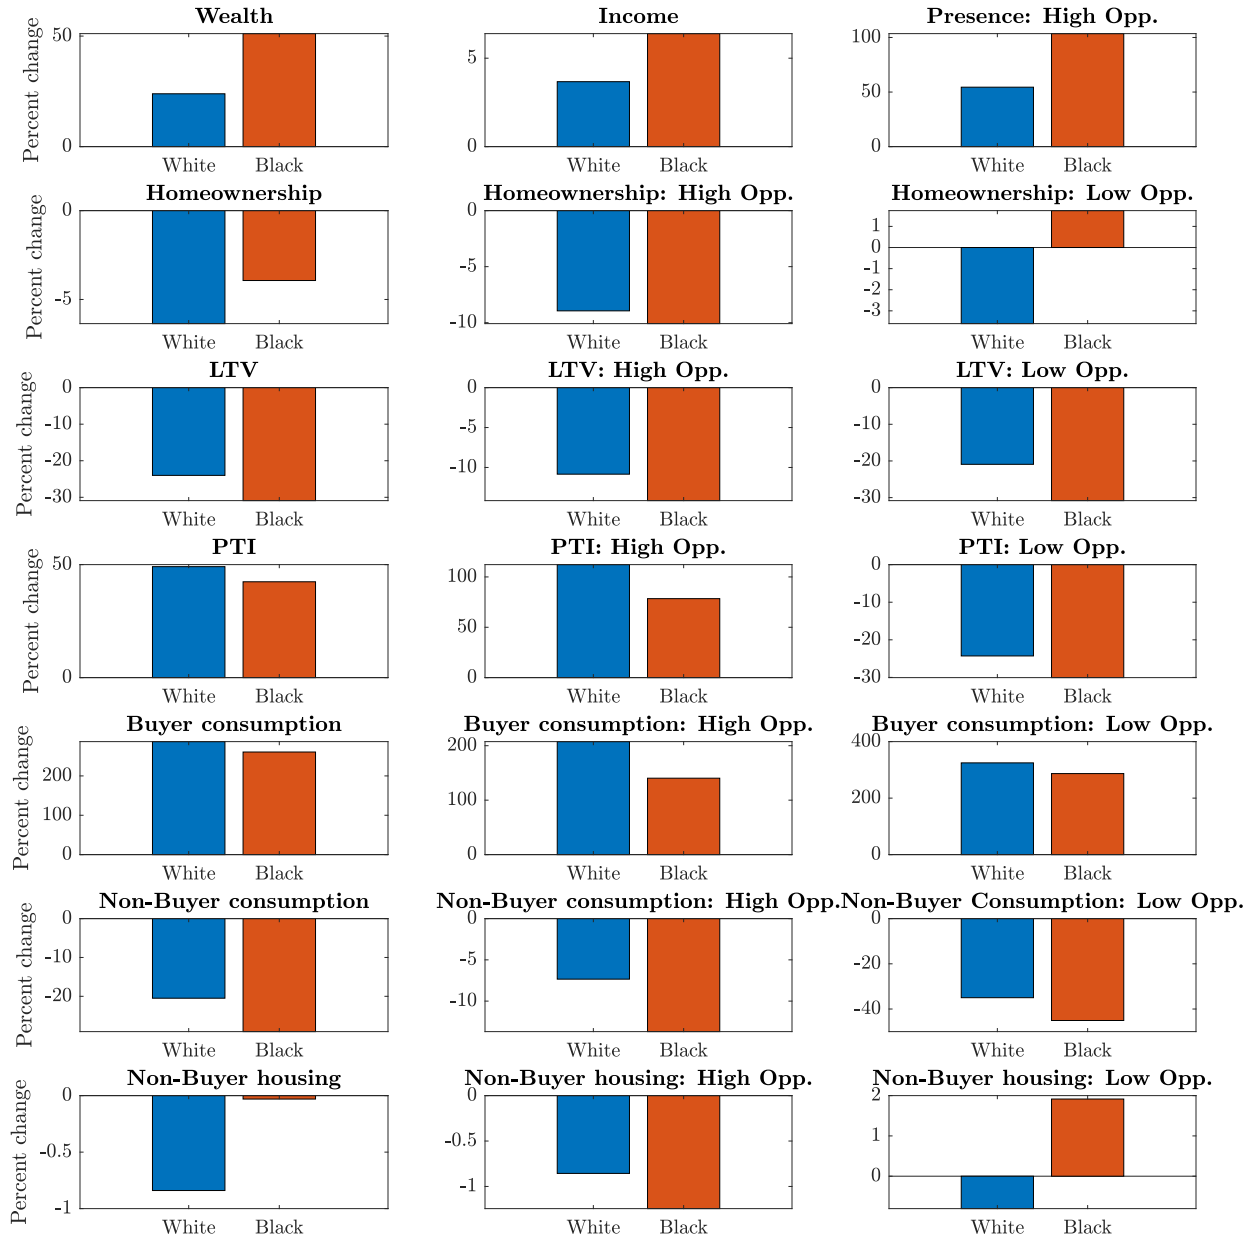 Wealth
Percent change
50
0
White Black
Income
5
0
White Black
Presence: High Opp.
100
50
0
White Black
Homeownership
Percent change
0
-5
White Black
Homeownership: High Opp.
0
-5
-10
White Black
Homeownership: Low Opp.
1
0
-1
-2
-3
White Black
LTV
Percent change
0
-10
-20
-30
White Black
LTV: High Opp.
0
-5
-10
White Black
LTV: Low Opp.
0
-10
-20
-30
White Black
PTI
Percent change
50
0
White Black
PTI: High Opp.
100
50
0
White Black
PTI: Low Opp.
0
-10
-20
-30
White Black
Buyer consumption
Percent change
200
100
0
White Black
Buyer consumption: High Opp.
200
100
0
White Black
Buyer consumption: Low Opp.
400
200
0
White Black
Non-Buyer consumption
Percent change
0
-10
-20
White Black
Non-Buyer consumption: High Opp.
0
-5
-10
White Black
Non-Buyer Consumption: Low Opp.
0
-20
-40
White Black
Non-Buyer housing
Percent change
0
-0.5
-1
White Black
Non-Buyer housing: High Opp.
0
-0.5
-1
White Black
Non-Buyer housing: Low Opp.
2
1
0
White Black